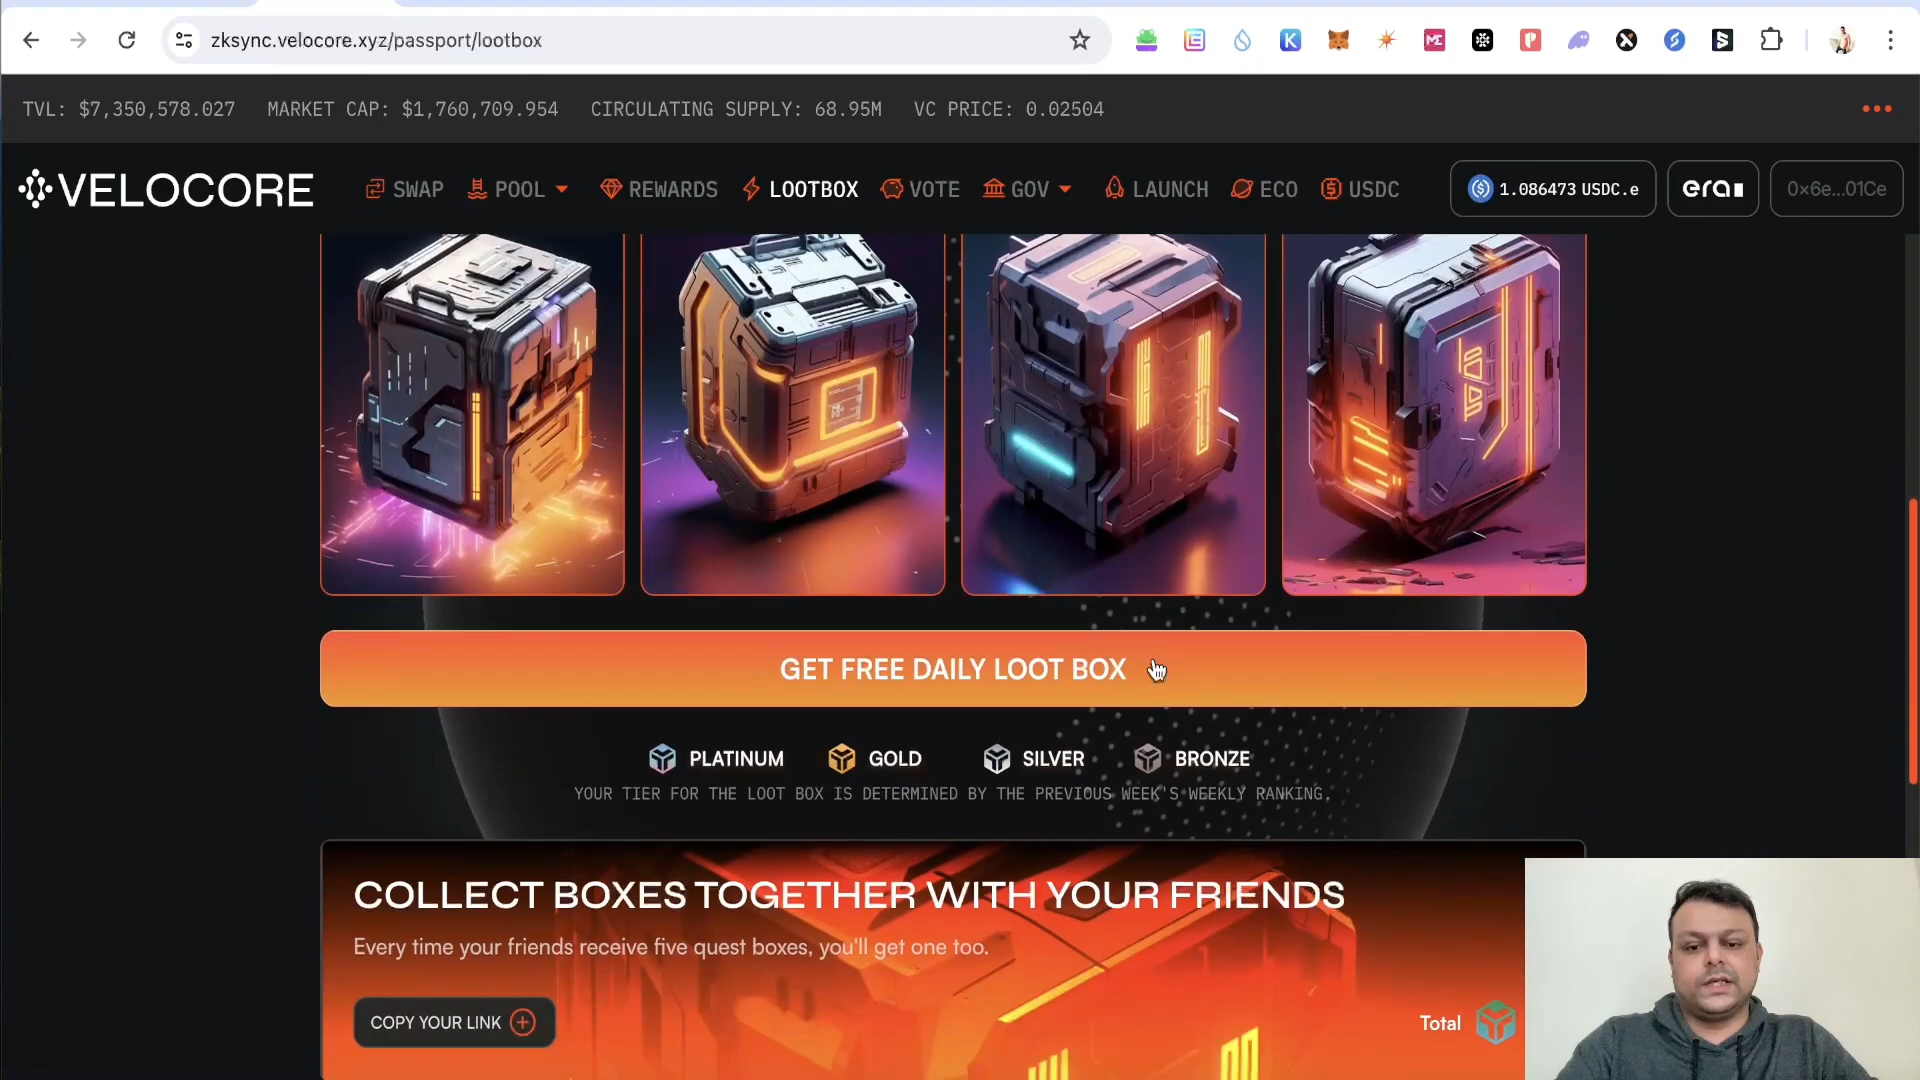 zksync.velocore.xyz/passport/lootbox
TVL: $7,350,578.027 MARKET CAP: $1,760,709.954 CIRCULATING SUPPLY: 68.95M VC PRICE: 0.02504
VELOCORE SWAP POOL REWARDS LOOTBOX VOTE GOV LAUNCH ECO USDC 1.086473 USDC.e era 0x6e...01Ce
GET FREE DAILY LOOT BOX
PLATINUM GOLD SILVER BRONZE
YOUR TIER FOR THE LOOT BOX IS DETERMINED BY THE PREVIOUS WEEK'S WEEKLY RANKING.
COLLECT BOXES TOGETHER WITH YOUR FRIENDS
Every time your friends receive five quest boxes, you'll get one too.
COPY YOUR LINK
Total